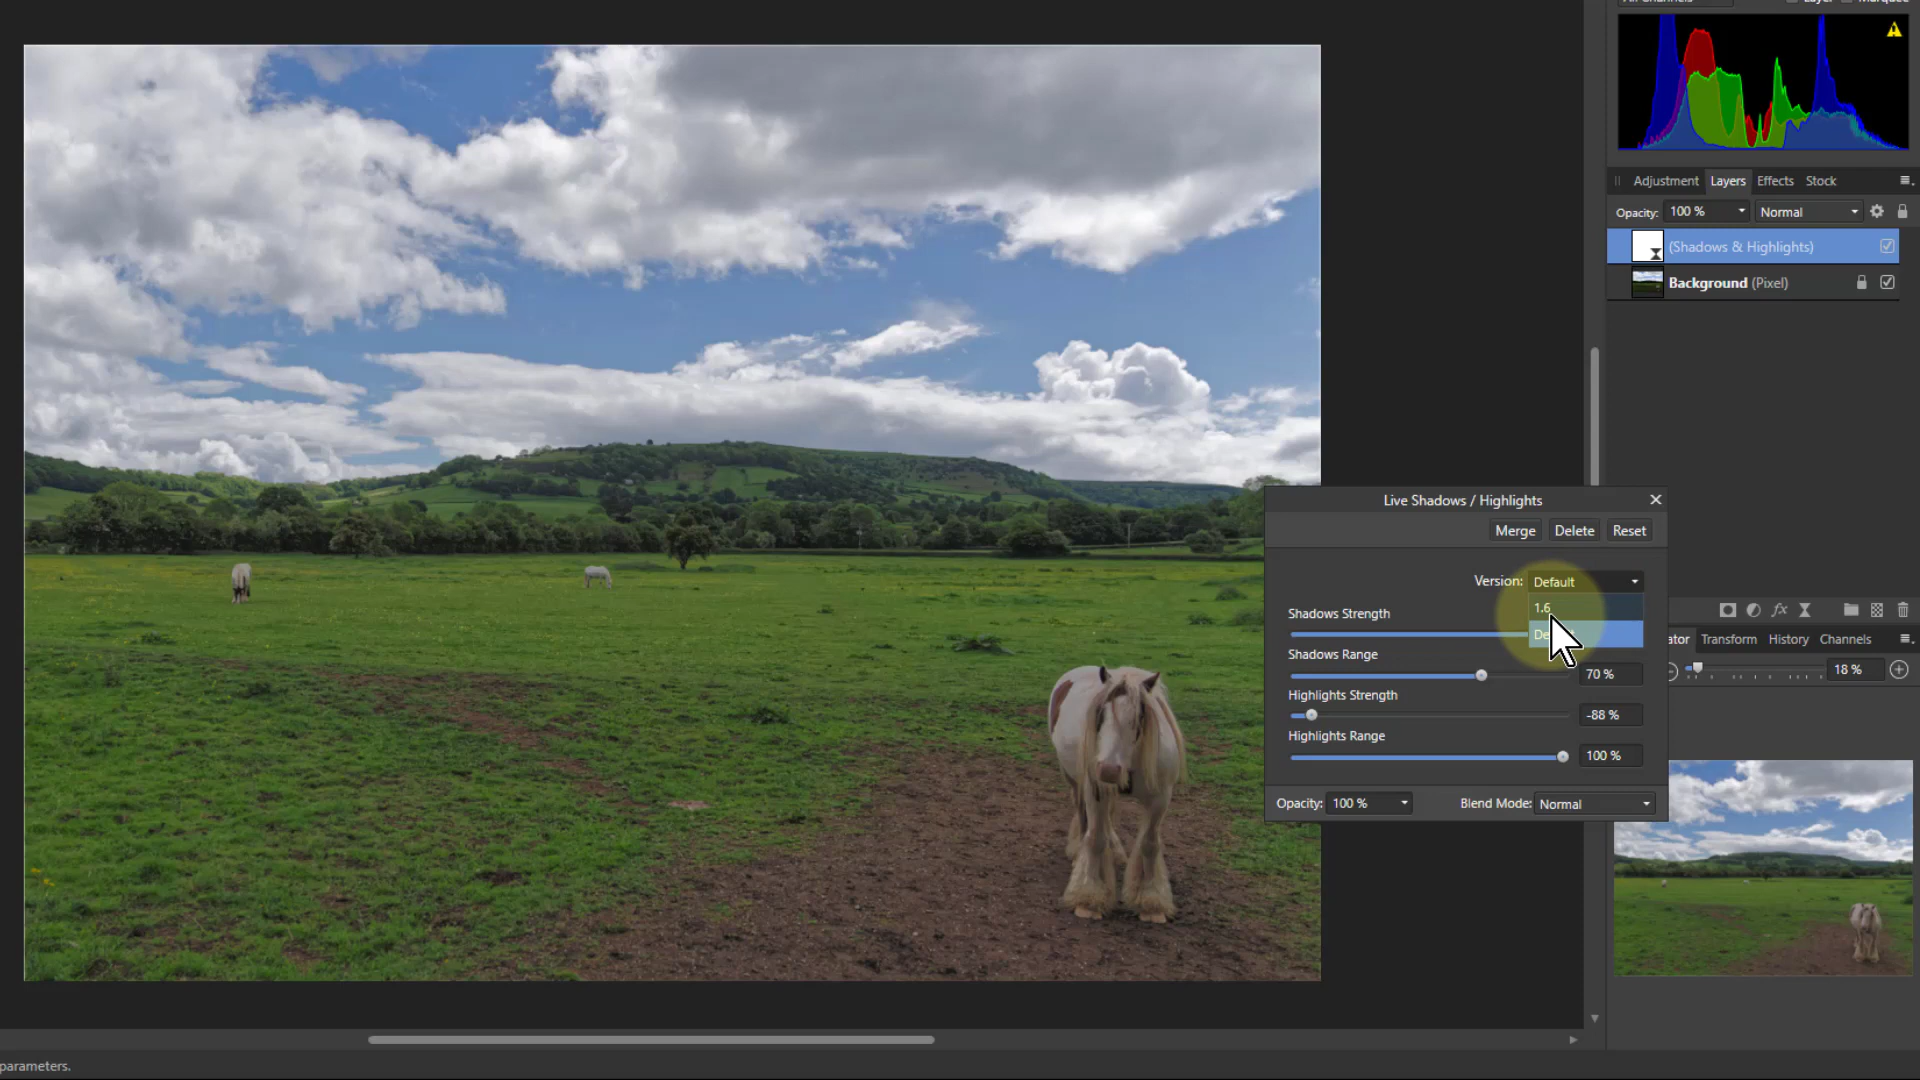 Adjustment Layers Effects Stock
Opacity: 100 % Normal
(Shadows & Highlights)
Background (Pixel)
Live Shadows / Highlights
Merge Delete Reset
Version: Default
1.6
Shadows Strength
Shadows Range
70 %
Highlights Strength
-88 %
Highlights Range
100 %
Opacity: 100 % Blend Mode: Normal
fx
Transform History Channels
18 %
parameters.